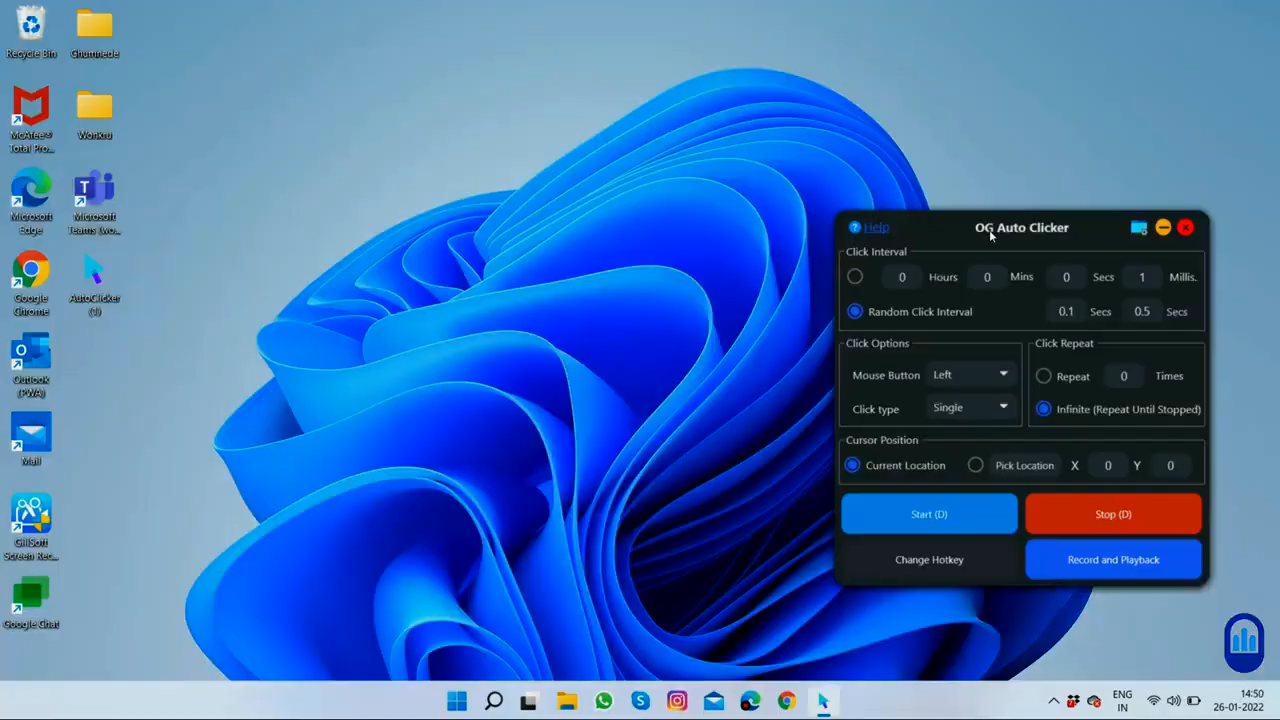 Recycle Bin
Ghumnede
McAfee®
Total Pro...
Wonkru
Microsoft
Edge
Microsoft
Teams (wo...
Google
Chrome
AutoClicker
(1)
Outlook
(PWA)
Mail
GiliSoft
Screen Rec...
Google Chat
Help
OG Auto Clicker
Click Interval
0 Hours 0 Mins 0 Secs 1 Millis.
Random Click Interval 0.1 Secs 0.5 Secs
Click Options
Click Repeat
Mouse Button Left
Repeat 0 Times
Click type Single
Infinite (Repeat Until Stopped)
Cursor Position
Current Location Pick Location X 0 Y 0
Start (D)
Stop (D)
Change Hotkey
Record and Playback
ENG
IN
14:50
26-01-2022